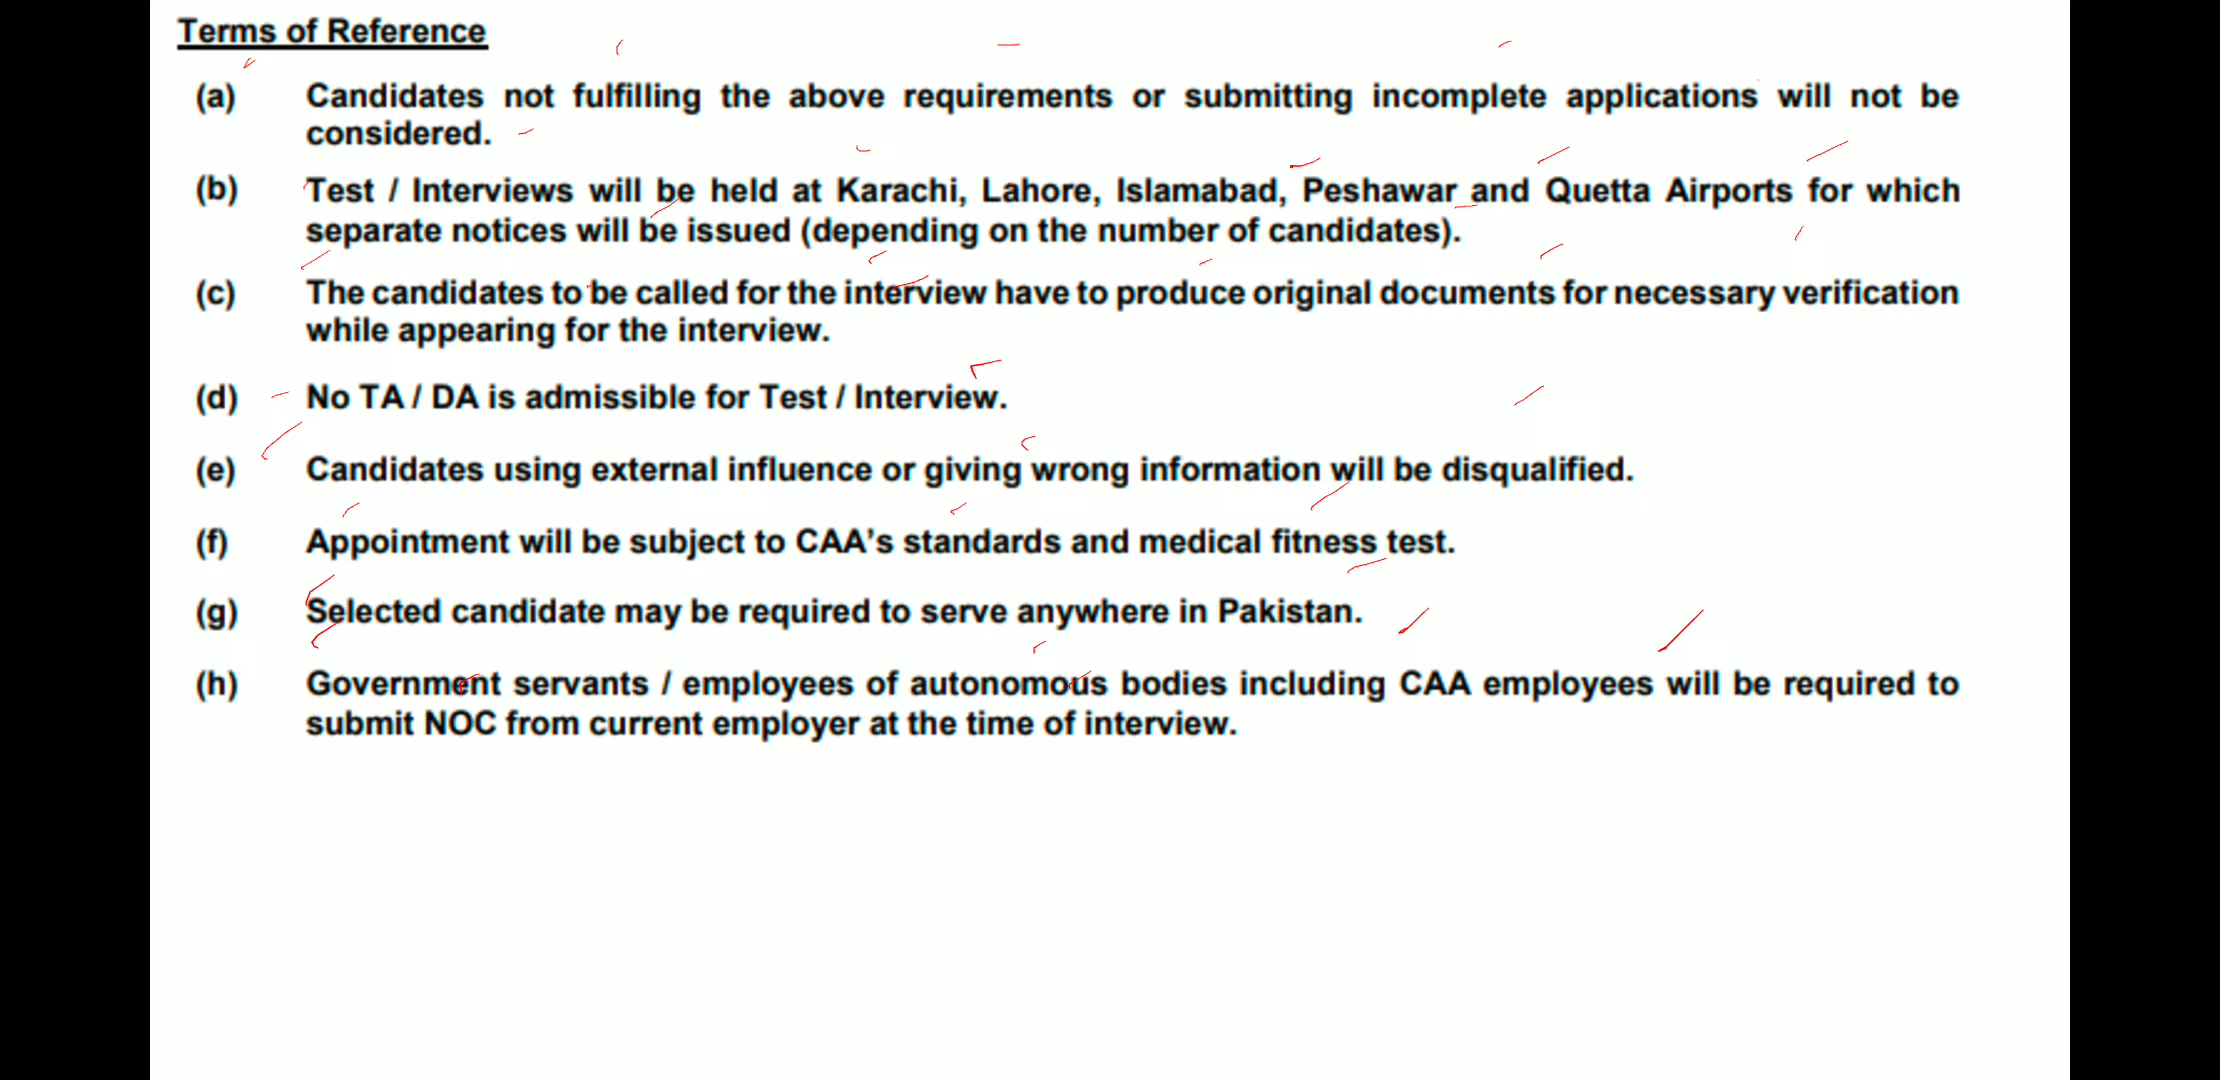 Terms of Reference
(a) Candidates not fulfilling the above requirements or submitting incomplete applications will not be
considered.
(b) Test / Interviews will be held at Karachi, Lahore, Islamabad, Peshawar and Quetta Airports for which
separate notices will be issued (depending on the number of candidates).
(c) The candidates to be called for the interview have to produce original documents for necessary verification
while appearing for the interview.
(d) No TA / DA is admissible for Test / Interview.
(e) Candidates using external influence or giving wrong information will be disqualified.
(f) Appointment will be subject to CAA's standards and medical fitness test.
(g) Selected candidate may be required to serve anywhere in Pakistan.
(h) Government servants / employees of autonomous bodies including CAA employees will be required to
submit NOC from current employer at the time of interview.